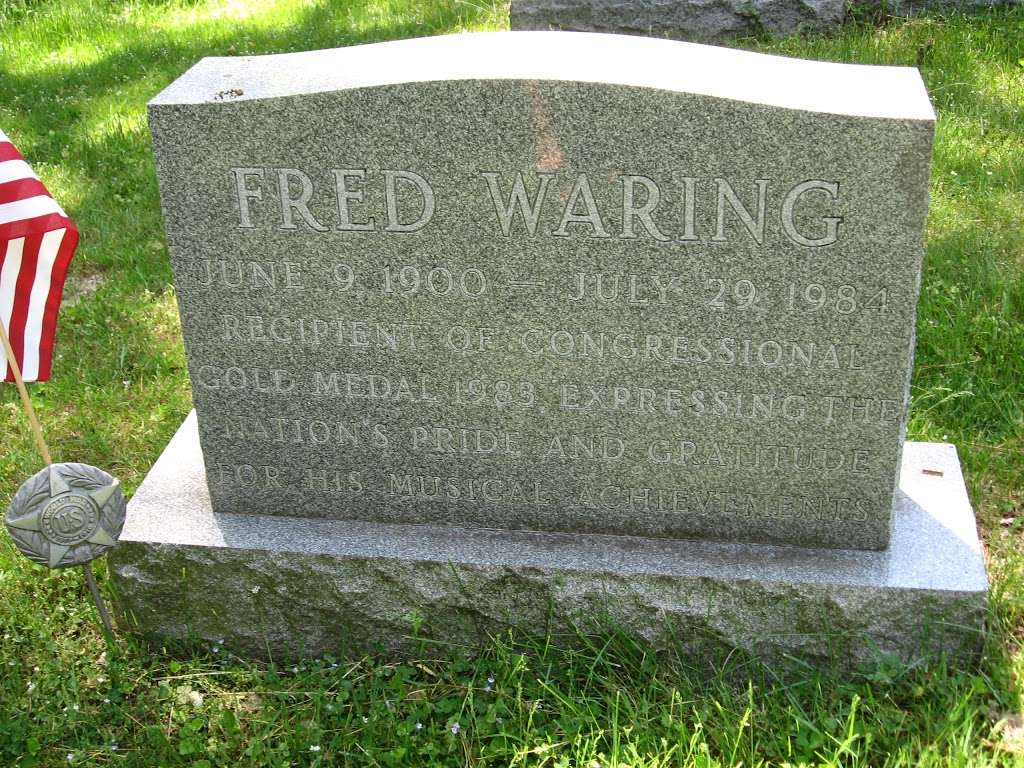 FRED WARING
JUNE 9, 1900 — JULY 29, 1984
RECIPIENT OF CONGRESSIONAL
GOLD MEDAL 1983, EXPRESSING THE
NATION'S PRIDE AND GRATITUDE
FOR HIS MUSICAL ACHIEVEMENTS
US